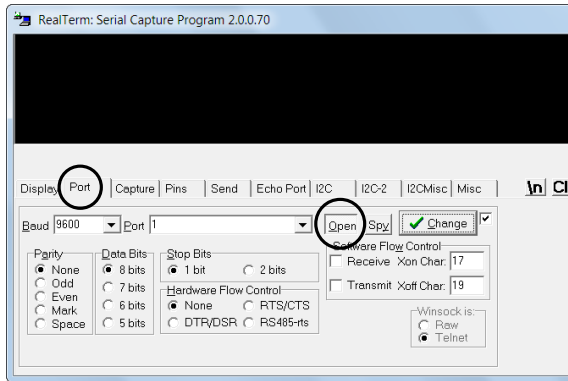 RealTerm: Serial Capture Program 2.0.0.70
Display Port Capture Pins Send Echo Port I2C I2C-2 I2CMisc Misc \n Cl
Baud 9600 Port 1 Open Spy Change
Parity Data Bits Stop Bits Software Flow Control
None 8 bits 1 bit 2 bits Receive Xon Char: 17
Odd 7 bits Hardware Flow Control Transmit Xoff Char: 19
Even 6 bits None RTS/CTS
Mark 5 bits DTR/DSR RS485-rts Winsock is:
Space Raw
Telnet